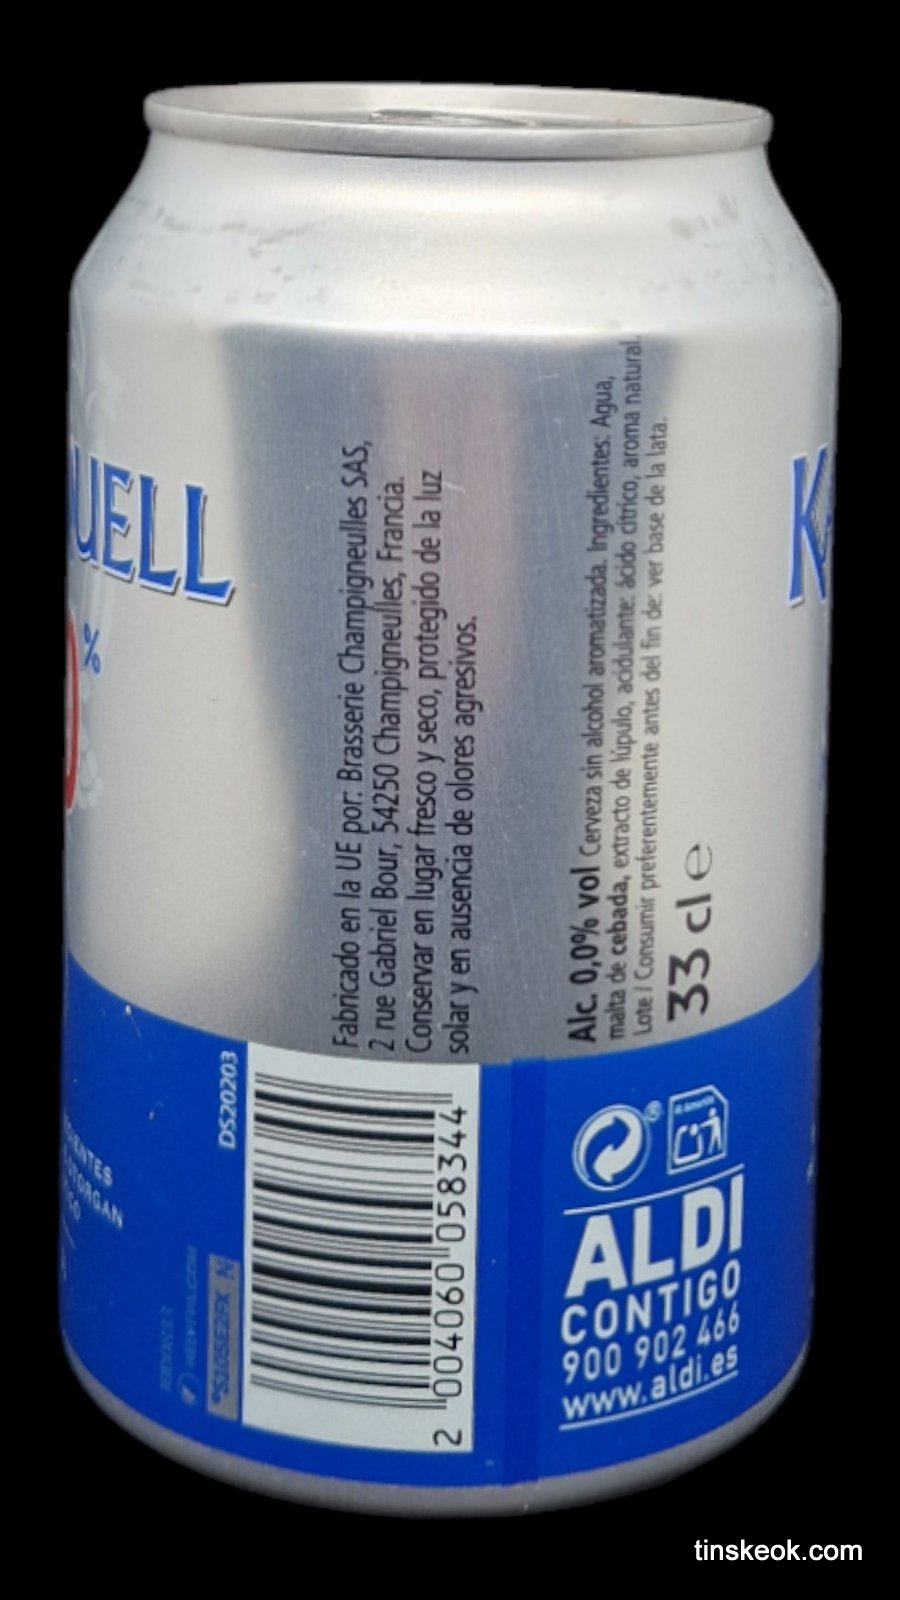 UELL
%
K
Fabricado en la UE por: Brasserie Champigneulles SAS,
2 rue Gabriel Bour, 54250 Champigneulles, Francia.
Conservar en lugar fresco y seco, protegido de la luz
solar y en ausencia de olores agresivos.
Alc. 0,0% vol Cerveza sin alcohol aromatizada. Ingredientes: Agua,
malta de cebada, extracto de lúpulo, acidulante: ácido cítrico, aroma natural.
Lote / Consumir preferentemente antes del fin de: ver base de la lata.
33 cl e
DS20203
2 004060 058344
ALDI
CONTIGO
900 902 466
www.aldi.es
tinskeok.com